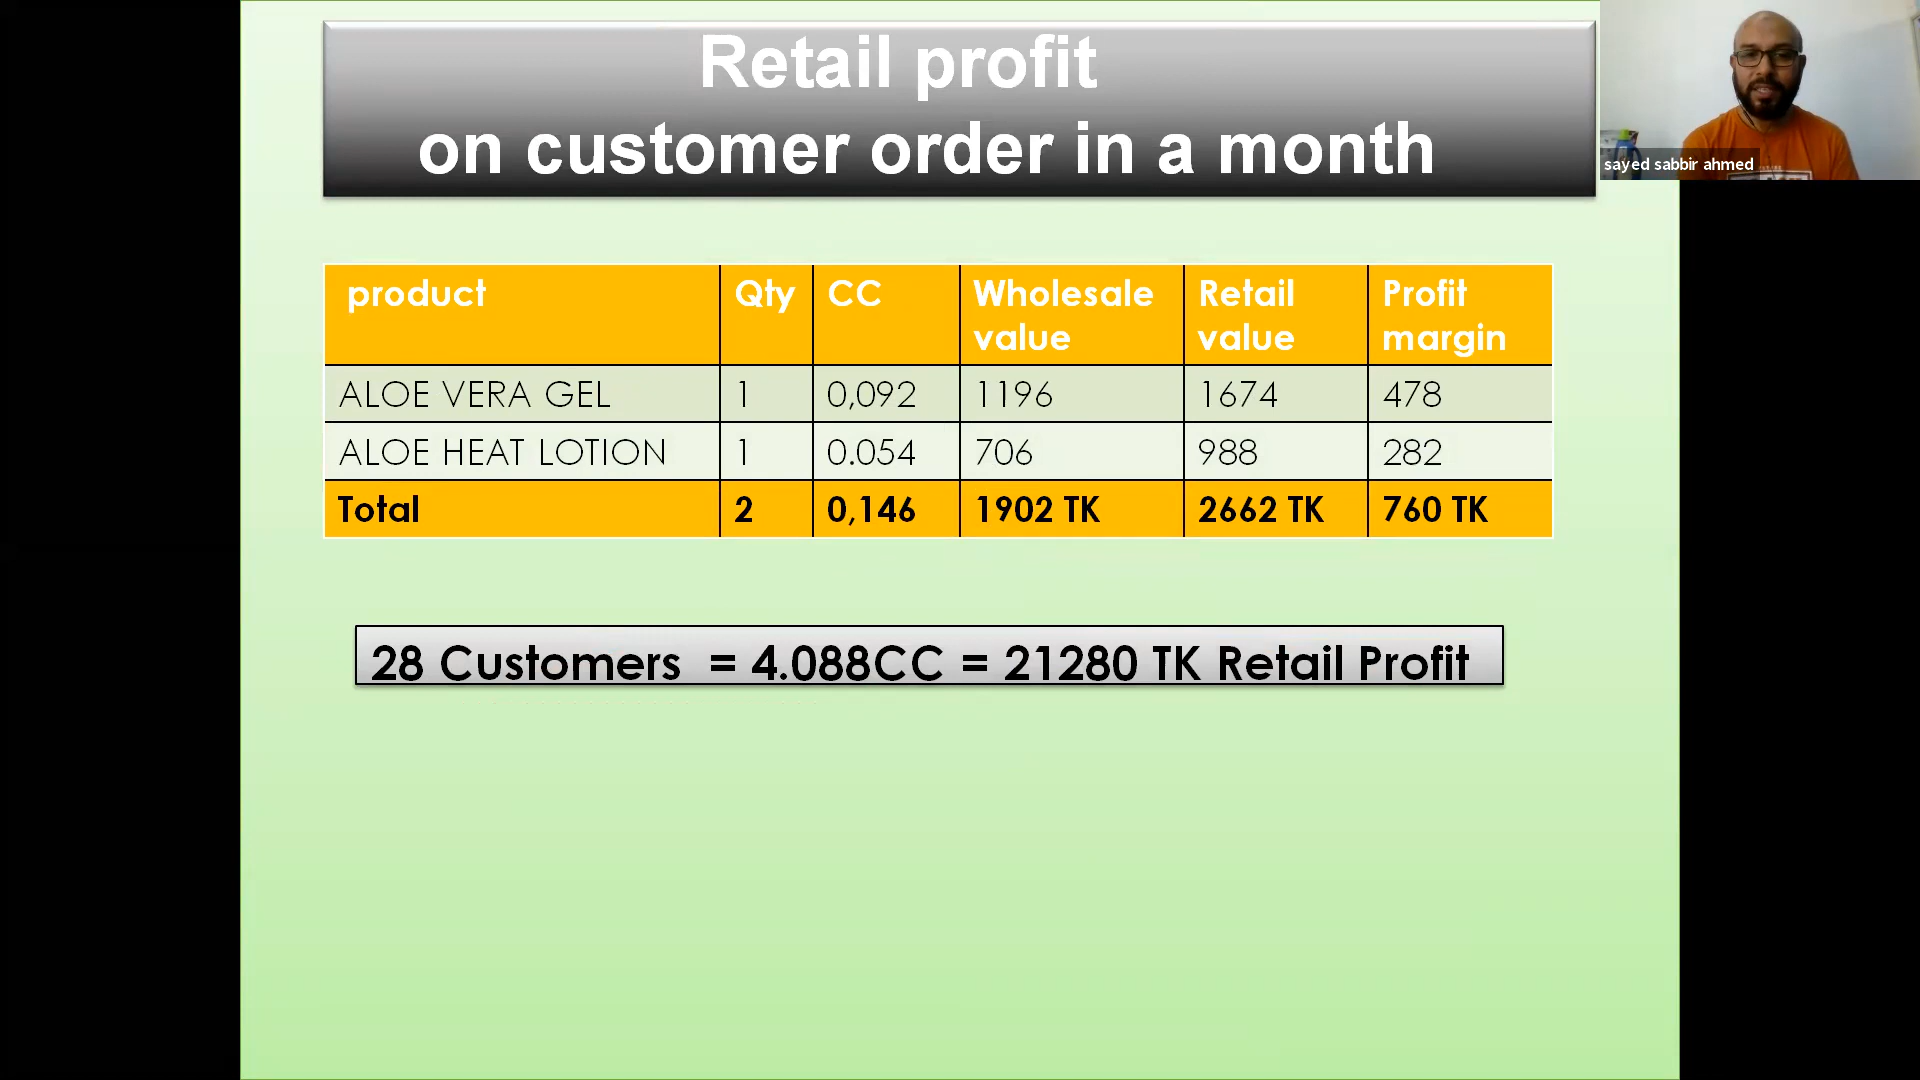 Retail profit
on customer order in a month
sayed sabbir ahmed
product Qty CC Wholesale value Retail value Profit margin
ALOE VERA GEL 1 0,092 1196 1674 478
ALOE HEAT LOTION 1 0.054 706 988 282
Total 2 0,146 1902 TK 2662 TK 760 TK
28 Customers = 4.088CC = 21280 TK Retail Profit